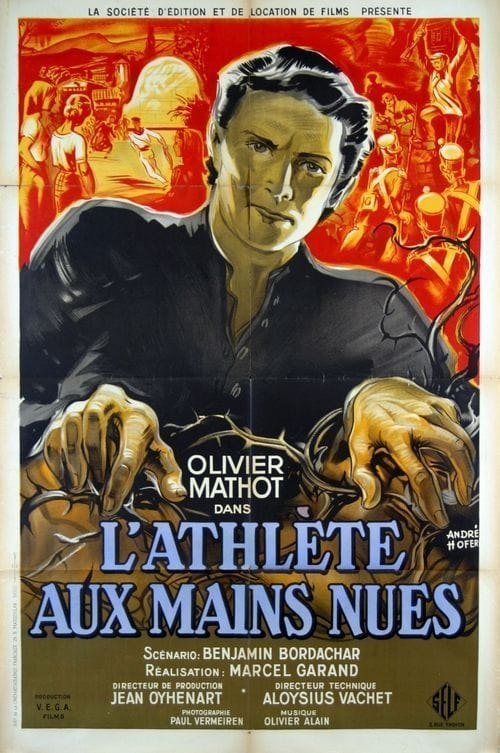 LA SOCIÉTÉ D'ÉDITION ET DE LOCATION DE FILMS PRÉSENTE
OLIVIER
MATHOT
DANS
L'ATHLÈTE
AUX MAINS NUES
ANDRÉ
HOFER
SCÉNARIO: BENJAMIN BORDACHAR
RÉALISATION: MARCEL GARAND
DIRECTEUR DE PRODUCTION
JEAN OYHENART
DIRECTEUR TECHNIQUE
ALOYSIUS VACHET
PHOTOGRAPHIE
PAUL VERMEIREN
MUSIQUE
OLIVIER ALAIN
PRODUCTION
V.E.G.A.
FILMS
SELF